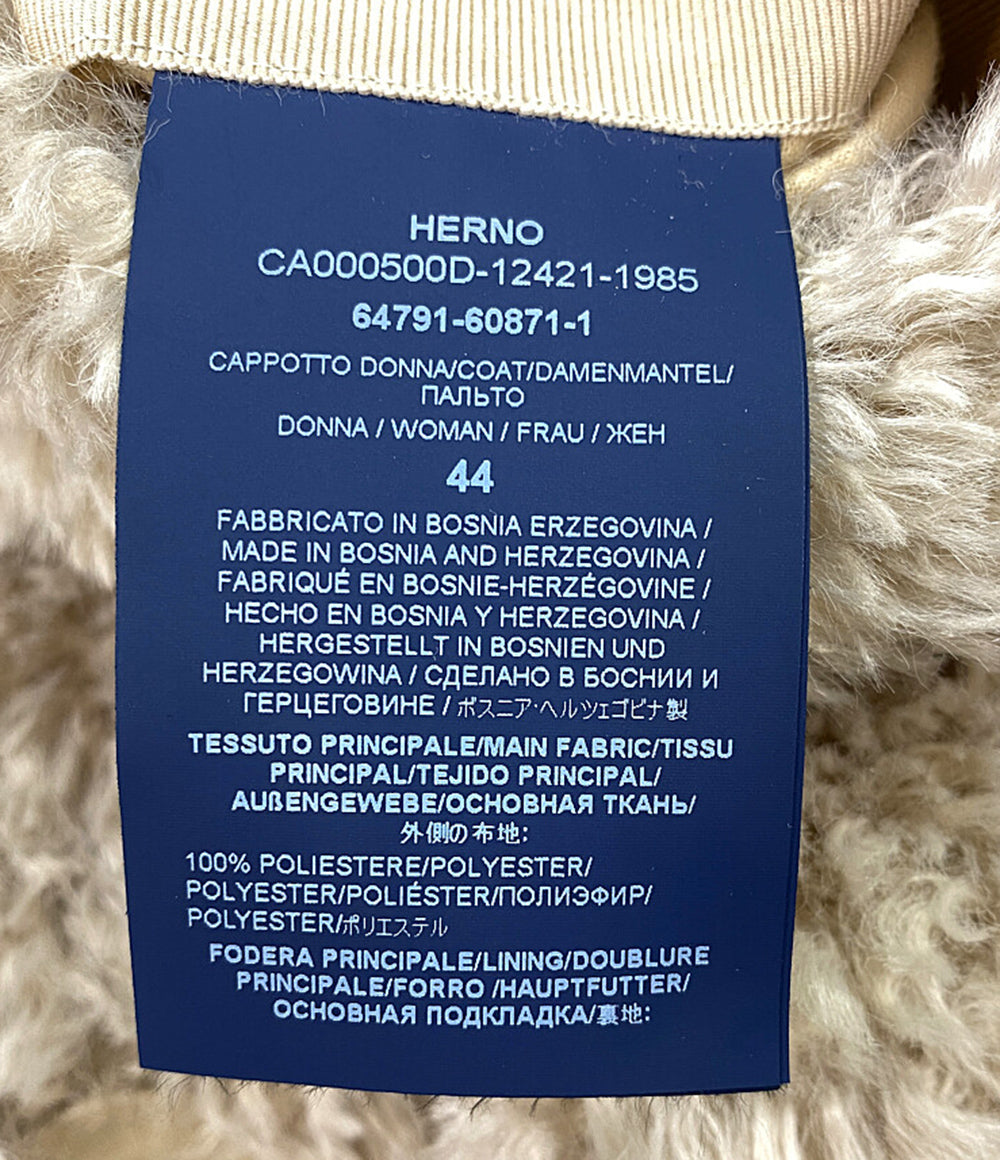 HERNO
CA000500D-12421-1985
64791-60871-1
CAPPOTTO DONNA/COAT/DAMENMANTEL/
ПАЛЬТО
DONNA / WOMAN / FRAU / ЖЕН
44
FABBRICATO IN BOSNIA ERZEGOVINA /
MADE IN BOSNIA AND HERZEGOVINA /
FABRIQUÉ EN BOSNIE-HERZÉGOVINE /
HECHO EN BOSNIA Y HERZEGOVINA /
HERGESTELLT IN BOSNIEN UND
HERZEGOWINA / СДЕЛАНО В БОСНИИ И
ГЕРЦЕГОВИНЕ / ボスニア・ヘルツェゴビナ製
TESSUTO PRINCIPALE/MAIN FABRIC/TISSU
PRINCIPAL/TEJIDO PRINCIPAL/
AUßENGEWEBE/ОСНОВНАЯ ТКАНЬ/
外側の布地:
100% POLIESTERE/POLYESTER/
POLYESTER/POLIÉSTER/ПОЛИЭФИР/
POLYESTER/ポリエステル
FODERA PRINCIPALE/LINING/DOUBLURE
PRINCIPALE/FORRO /HAUPTFUTTER/
ОСНОВНАЯ ПОДКЛАДКА/裏地: